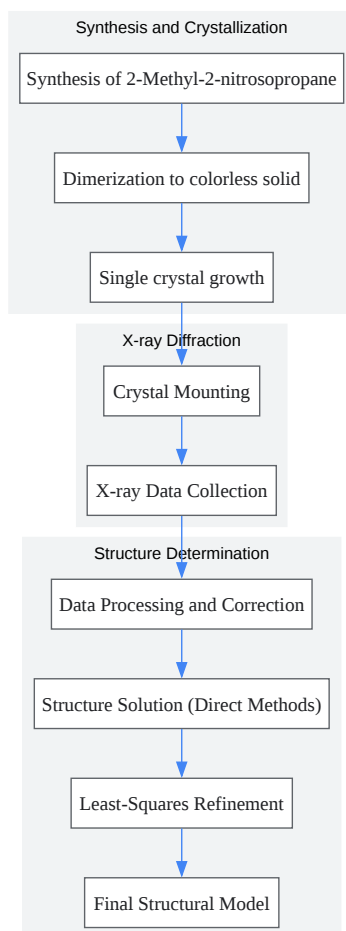 Synthesis and Crystallization
Synthesis of 2-Methyl-2-nitrosopropane
Dimerization to colorless solid
Single crystal growth
X-ray Diffraction
Crystal Mounting
X-ray Data Collection
Structure Determination
Data Processing and Correction
Structure Solution (Direct Methods)
Least-Squares Refinement
Final Structural Model